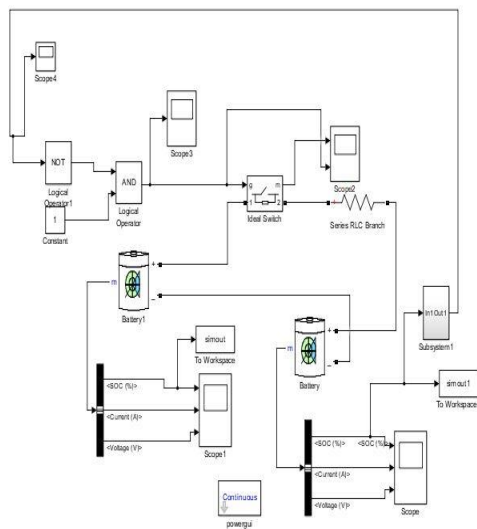 Scope4
Scope3
NOT
Logical
Operator1
AND
Logical
Operator
1
Constant
g
m
1
2
Ideal Switch
Scope2
+
Series RLC Branch
m
+
–
Battery1
simout
To Workspace
<SOC (%)>
<Current (A)>
<Voltage (V)>
Scope1
m
+
–
Battery
In1Out1
Subsystem1
simout1
To Workspace
<SOC (%)>
<SOC (%)>
<Current (A)>
<Voltage (V)>
Scope
Continuous
powergui